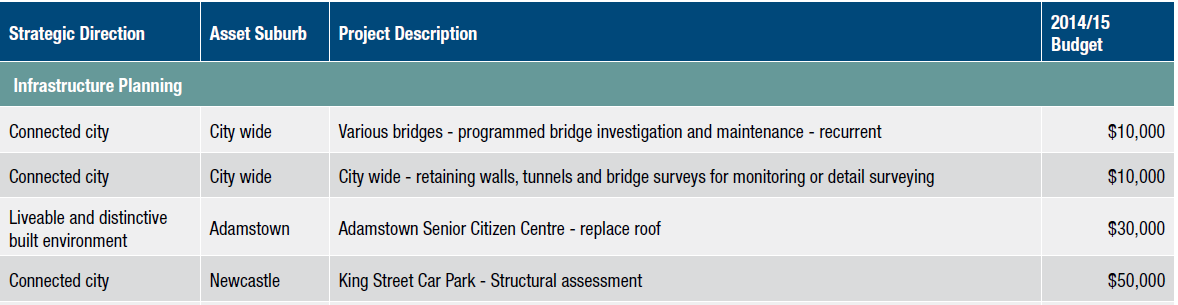 Strategic Direction Asset Suburb Project Description 2014/15 Budget
Infrastructure Planning
Connected city City wide Various bridges - programmed bridge investigation and maintenance - recurrent $10,000
Connected city City wide City wide - retaining walls, tunnels and bridge surveys for monitoring or detail surveying $10,000
Liveable and distinctive built environment Adamstown Adamstown Senior Citizen Centre - replace roof $30,000
Connected city Newcastle King Street Car Park - Structural assessment $50,000